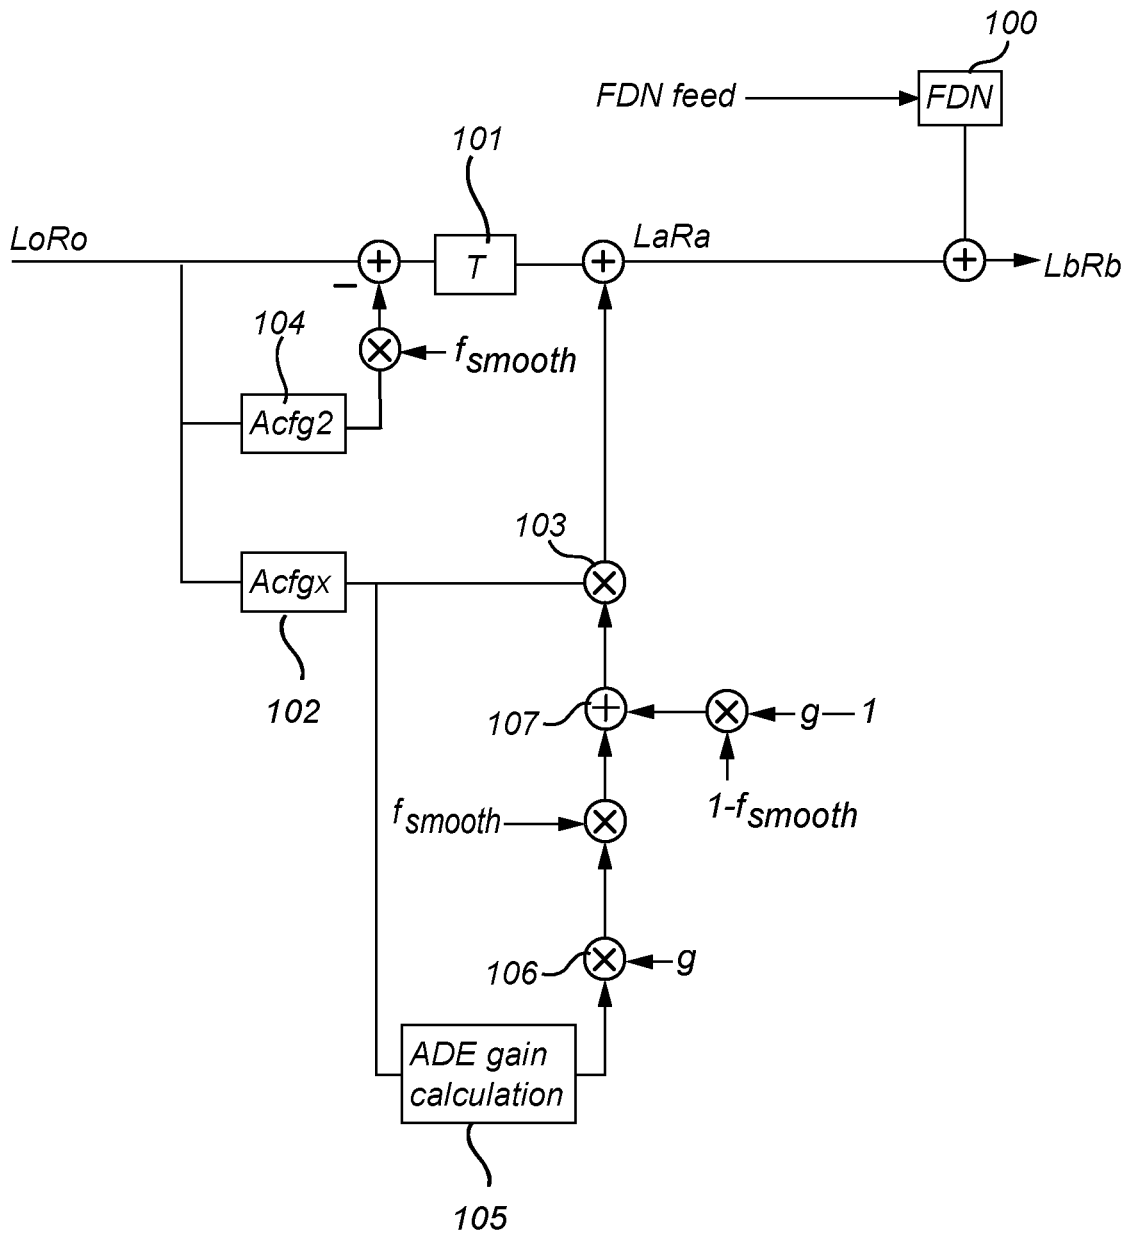 100
FDN feed
FDN
101
LoRo
T
LaRa
LbRb
104
fsmooth
Acfg2
103
Acfgx
102
107
g—1
fsmooth
1-fsmooth
106
g
ADE gain
calculation
105